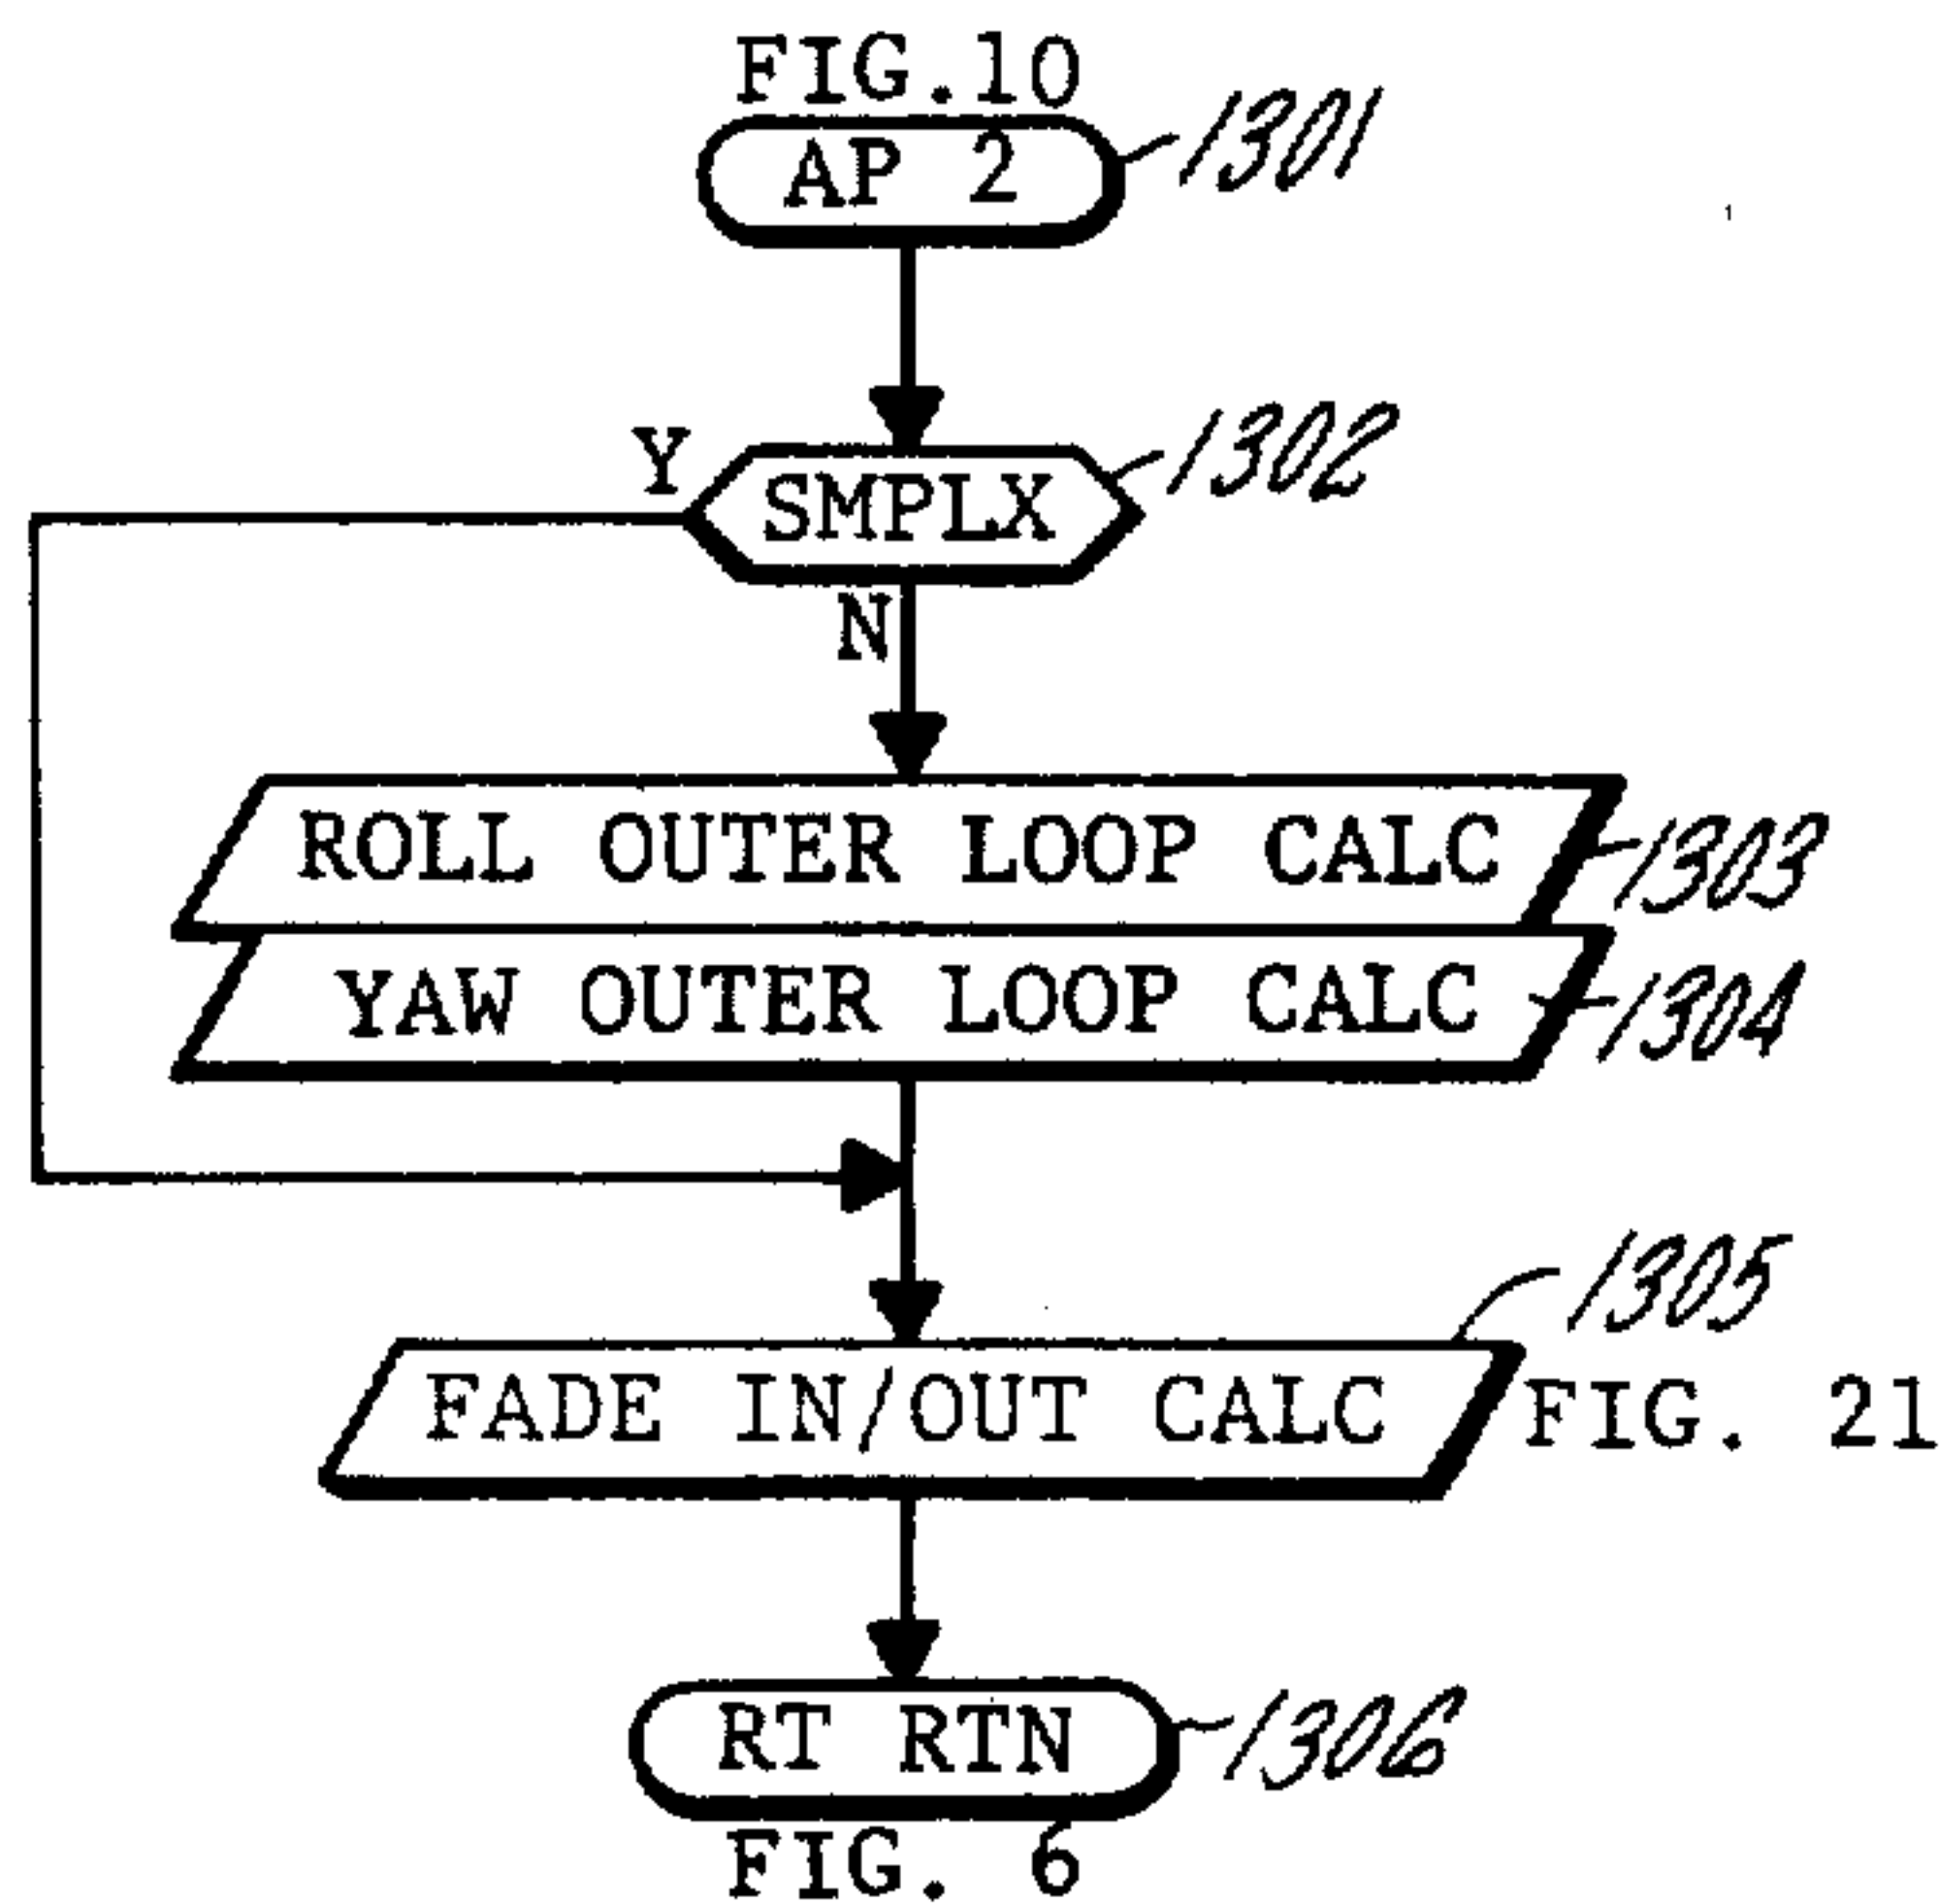 FIG.10
AP 2
1301
Y
SMPLX
1302
N
ROLL OUTER LOOP CALC
1303
YAW OUTER LOOP CALC
1304
1305
FADE IN/OUT CALC
FIG. 21
RT RTN
1306
FIG. 6